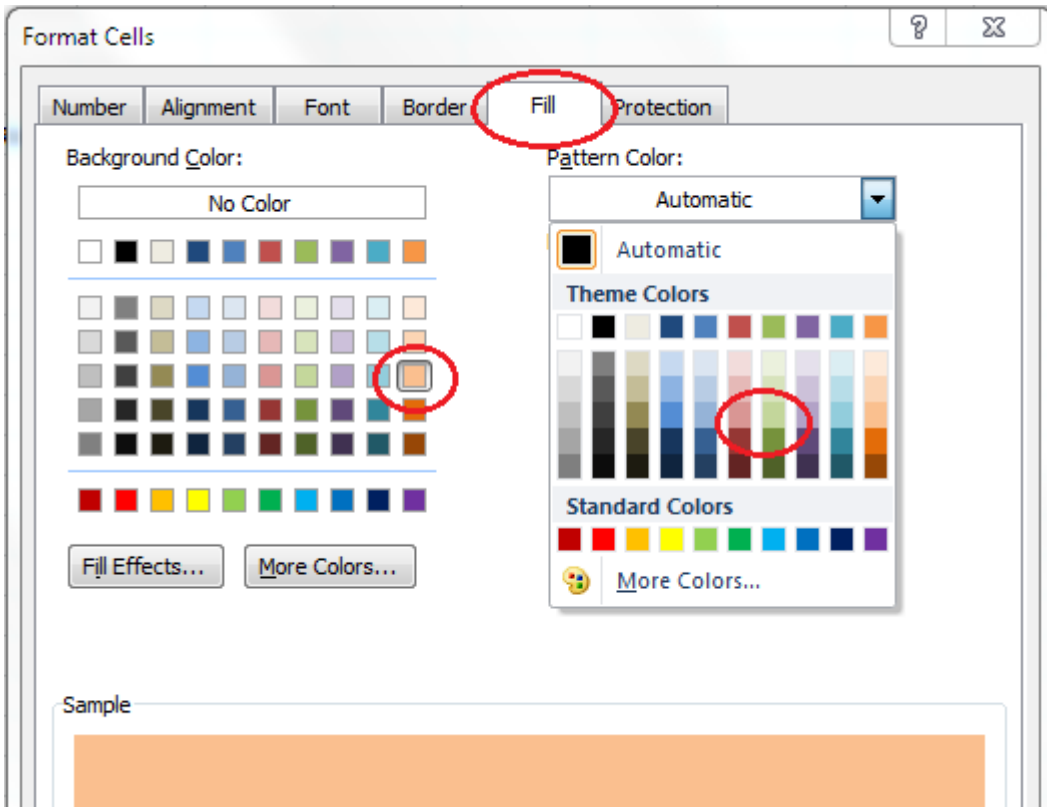 Format Cells
Number Alignment Font Border Fill Protection
Background Color:
No Color
Fill Effects...
More Colors...
Pattern Color:
Automatic
Automatic
Theme Colors
Standard Colors
More Colors...
Sample